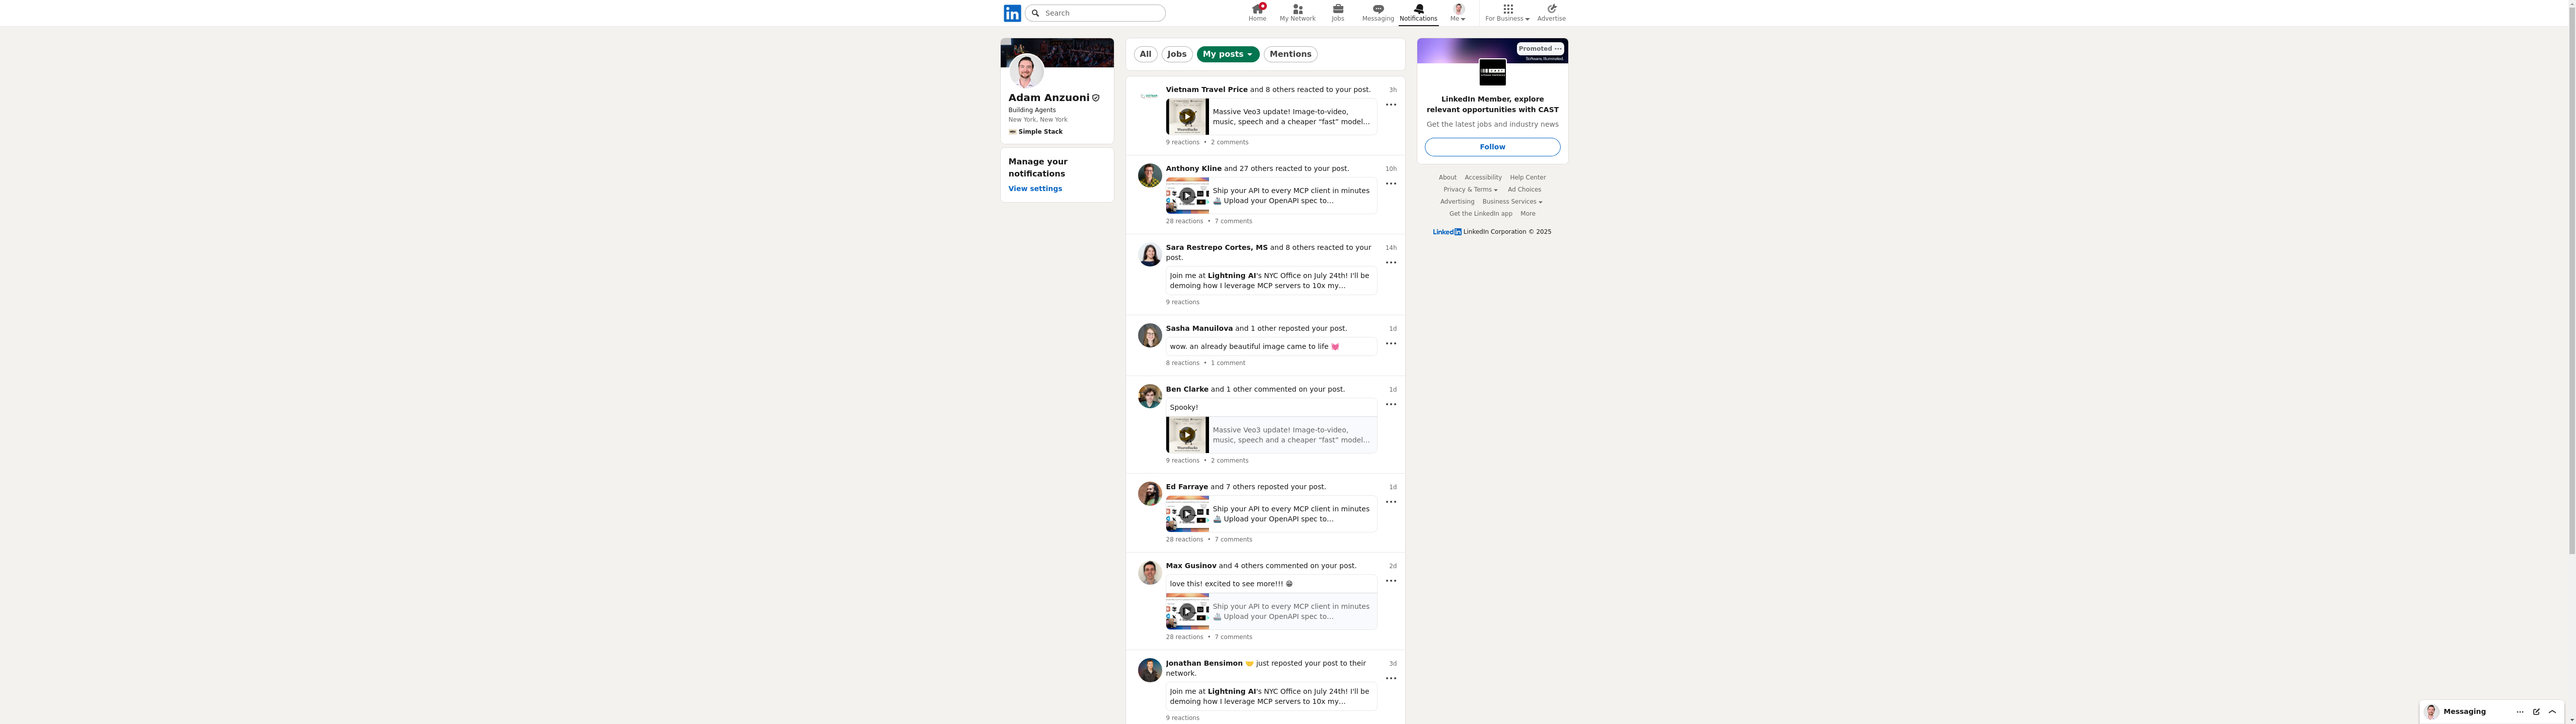 Search
Home
My Network
Jobs
Messaging
Notifications
Me
For Business
Advertise
Adam Anzuoni
Building Agents
New York, New York
Simple Stack
Manage your
notifications
View settings
All
Jobs
My posts
Mentions
Vietnam Travel Price and 8 others reacted to your post.
3h
Massive Veo3 update! Image-to-video,
music, speech and a cheaper “fast” model...
9 reactions • 2 comments
Anthony Kline and 27 others reacted to your post.
10h
Ship your API to every MCP client in minutes
🚢 Upload your OpenAPI spec to...
28 reactions • 7 comments
Sara Restrepo Cortes, MS and 8 others reacted to your
post.
14h
Join me at Lightning AI's NYC Office on July 24th! I'll be
demoing how I leverage MCP servers to 10x my...
9 reactions
Sasha Manuilova and 1 other reposted your post.
1d
wow. an already beautiful image came to life 💓
8 reactions • 1 comment
Ben Clarke and 1 other commented on your post.
1d
Spooky!
Massive Veo3 update! Image-to-video,
music, speech and a cheaper “fast” model...
9 reactions • 2 comments
Ed Farraye and 7 others reposted your post.
1d
Ship your API to every MCP client in minutes
🚢 Upload your OpenAPI spec to...
28 reactions • 7 comments
Max Gusinov and 4 others commented on your post.
2d
love this! excited to see more!!! 😁
Ship your API to every MCP client in minutes
🚢 Upload your OpenAPI spec to...
28 reactions • 7 comments
Jonathan Bensimon 🤝 just reposted your post to their
network.
3d
Join me at Lightning AI's NYC Office on July 24th! I'll be
demoing how I leverage MCP servers to 10x my...
9 reactions
Promoted
Software, Illuminated.
CAST
LinkedIn Member, explore
relevant opportunities with CAST
Get the latest jobs and industry news
Follow
About Accessibility Help Center
Privacy & Terms Ad Choices
Advertising Business Services
Get the LinkedIn app More
LinkedIn LinkedIn Corporation © 2025
Messaging